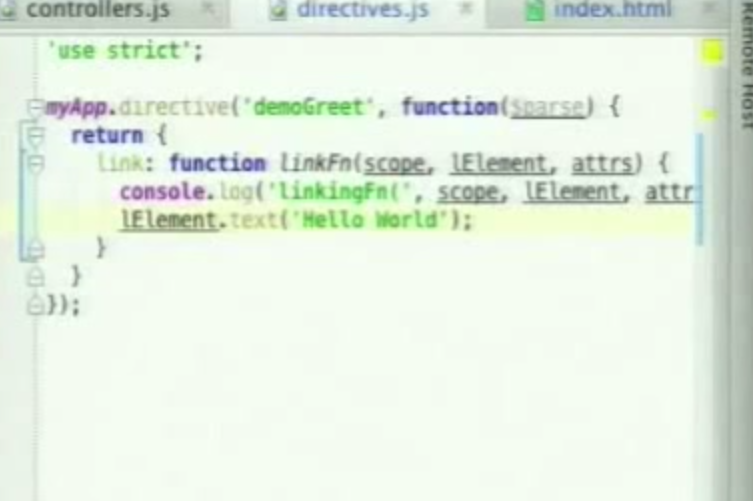 controllers.js directives.js index.html
Remote Host
'use strict';
myApp.directive('demoGreet', function($parse) {
return {
link: function linkFn(scope, lElement, attrs) {
console.log('linkingFn(', scope, lElement, attr
lElement.text('Hello World');
}
}
});